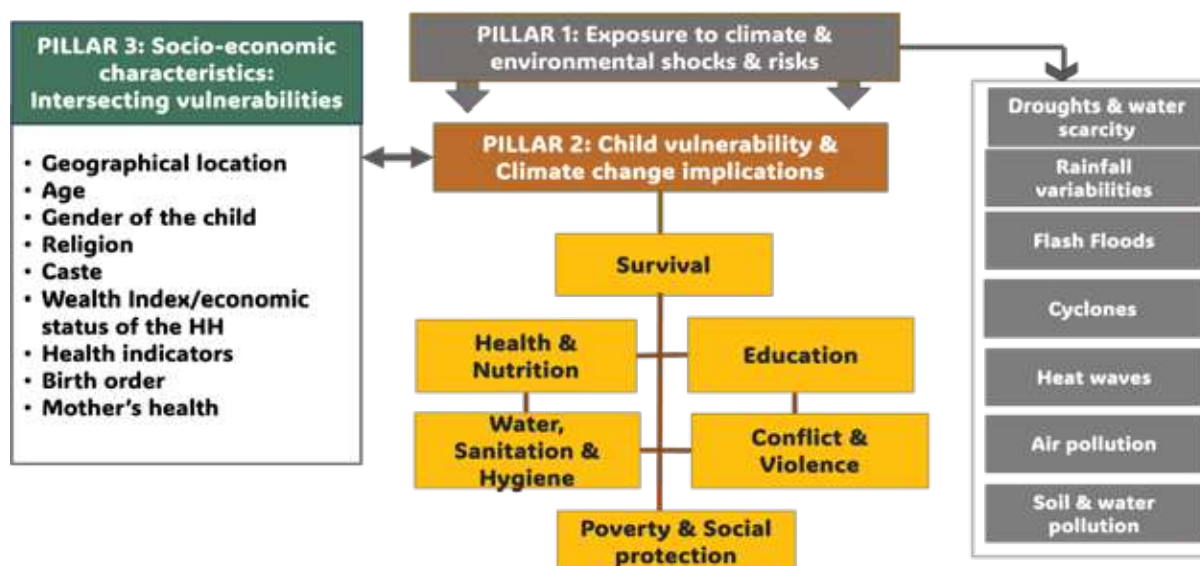 PILLAR 3: Socio-economic
characteristics:
Intersecting vulnerabilities
• Geographical location
• Age
• Gender of the child
• Religion
• Caste
• Wealth Index/economic
status of the HH
• Health indicators
• Birth order
• Mother's health
PILLAR 1: Exposure to climate &
environmental shocks & risks
PILLAR 2: Child vulnerability &
Climate change implications
Survival
Health &
Nutrition
Education
Water,
Sanitation &
Hygiene
Conflict &
Violence
Poverty & Social
protection
Droughts & water
scarcity
Rainfall
variabilities
Flash Floods
Cyclones
Heat waves
Air pollution
Soil & water
pollution